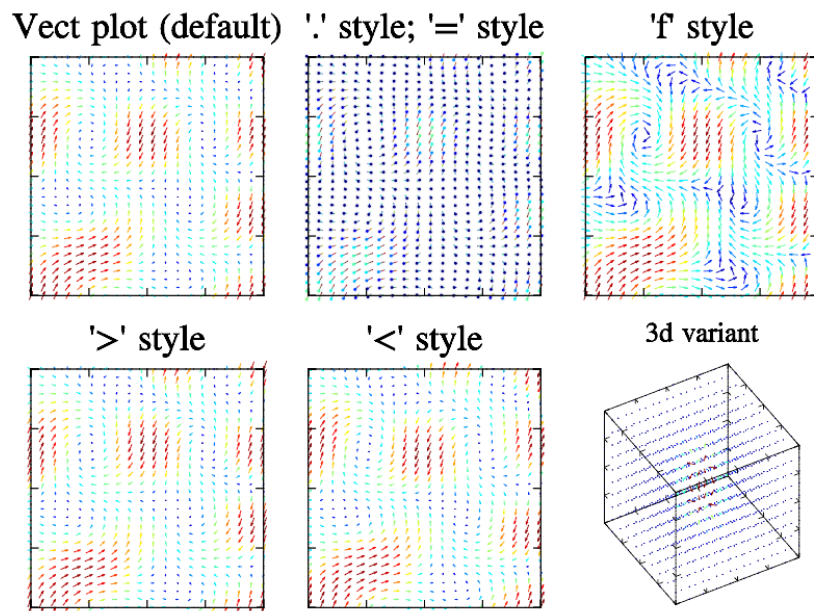 Vect plot (default)
'.' style; '=' style
'f' style
'>' style
'<' style
3d variant